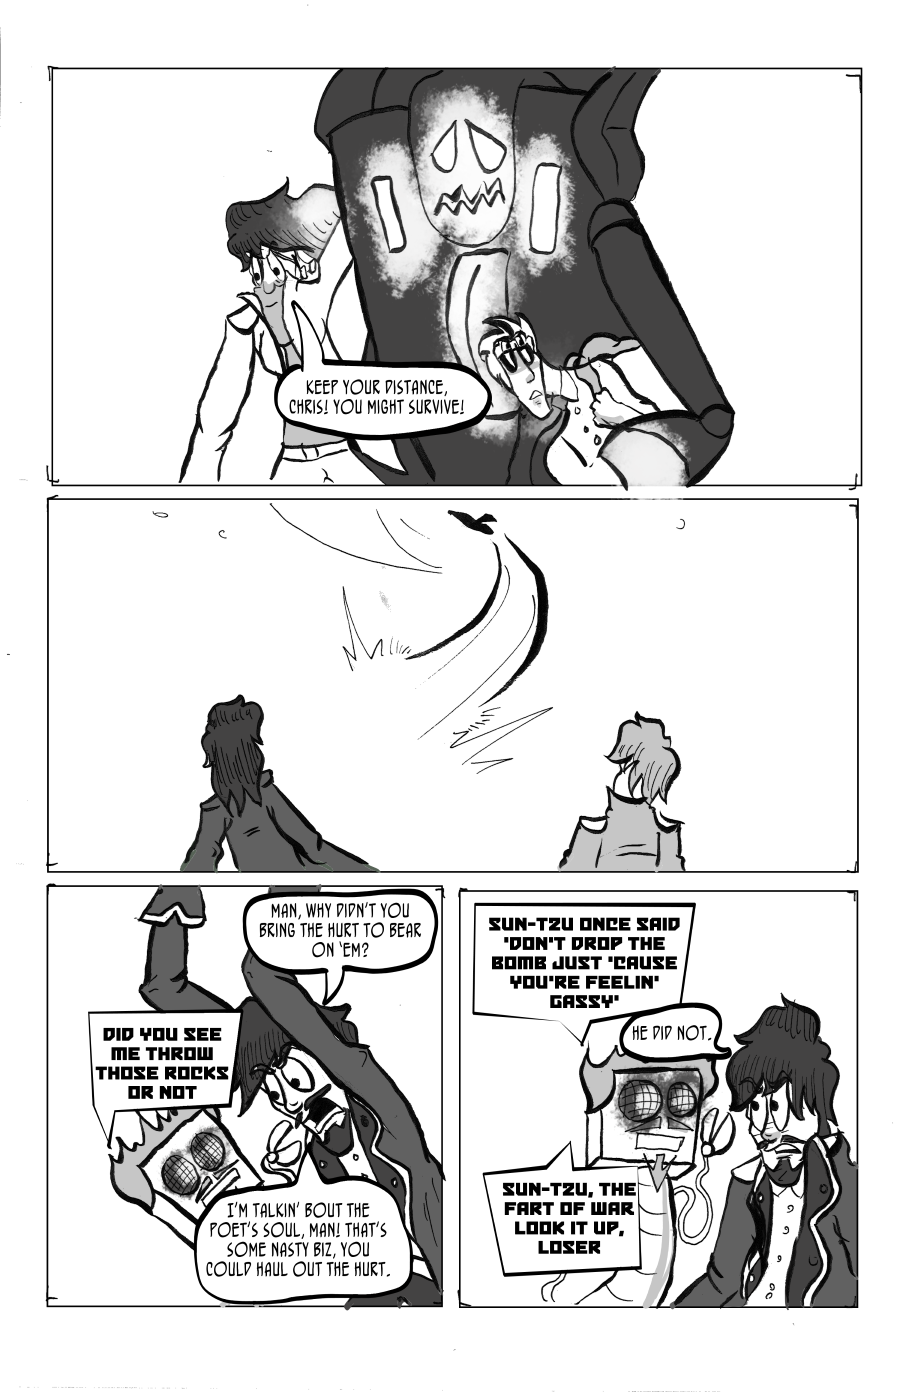 KEEP YOUR DISTANCE,
CHRIS! YOU MIGHT SURVIVE!
MAN, WHY DIDN'T YOU
BRING THE HURT TO BEAR
ON 'EM?
DID YOU SEE
ME THROW
THOSE ROCKS
OR NOT
I'M TALKIN' BOUT THE
POET'S SOUL, MAN! THAT'S
SOME NASTY BIZ, YOU
COULD HAUL OUT THE HURT.
SUN-TZU ONCE SAID
'DON'T DROP THE
BOMB JUST 'CAUSE
YOU'RE FEELIN'
GASSY'
HE DID NOT.
SUN-TZU, THE
FART OF WAR
LOOK IT UP,
LOSER